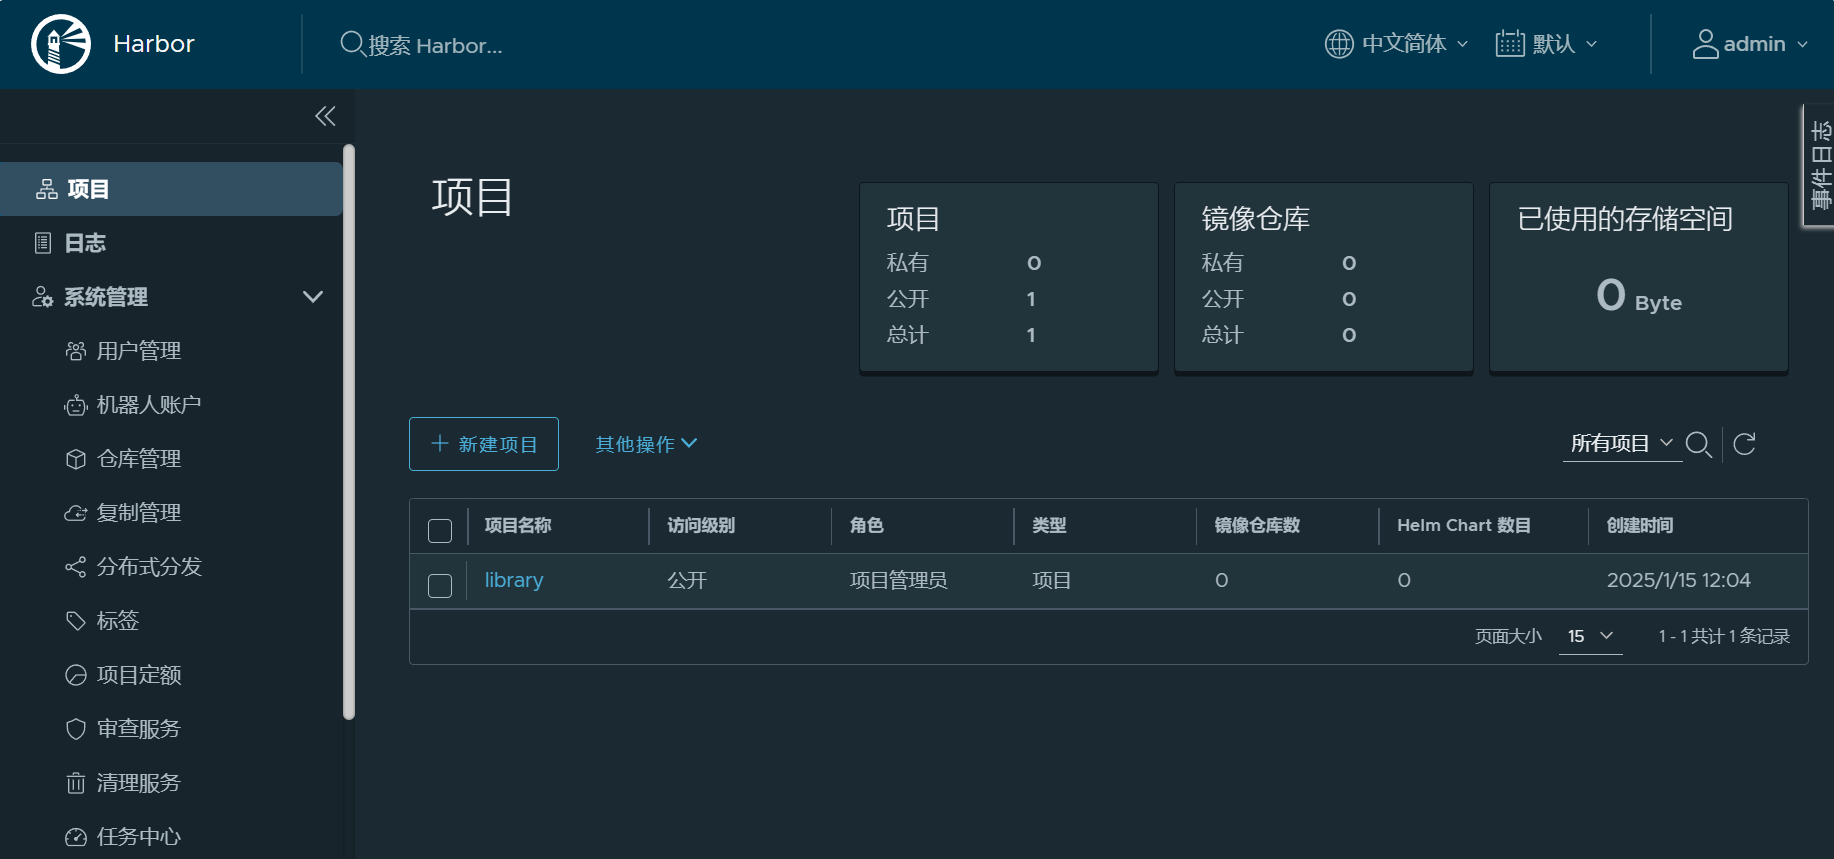 Harbor
搜索 Harbor...
中文简体
默认
admin
事件日志
项目
日志
系统管理
用户管理
机器人账户
仓库管理
复制管理
分布式分发
标签
项目定额
审查服务
清理服务
任务中心
项目
项目
私有 0
公开 1
总计 1
镜像仓库
私有 0
公开 0
总计 0
已使用的存储空间
0 Byte
新建项目
其他操作
所有项目
项目名称 访问级别 角色 类型 镜像仓库数 Helm Chart 数目 创建时间
library 公开 项目管理员 项目 0 0 2025/1/15 12:04
页面大小 15 1 - 1 共计 1 条记录